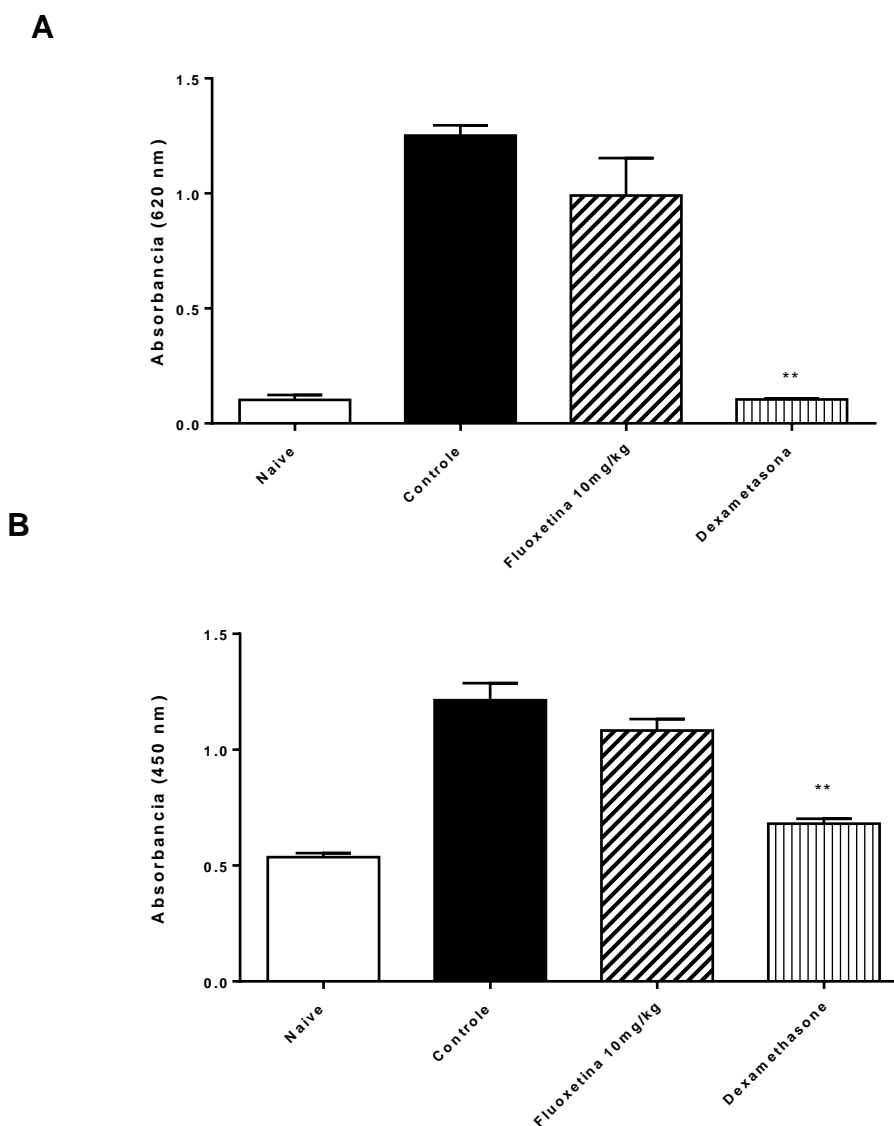 A
Absorbancia (620 nm)
1.5
1.0
0.5
0.0
**
Naive
Controle
Fluoxetina 10mg/kg
Dexametasona
B
Absorbancia (450 nm)
1.5
1.0
0.5
0.0
**
Naive
Controle
Fluoxetina 10mg/kg
Dexamethasone